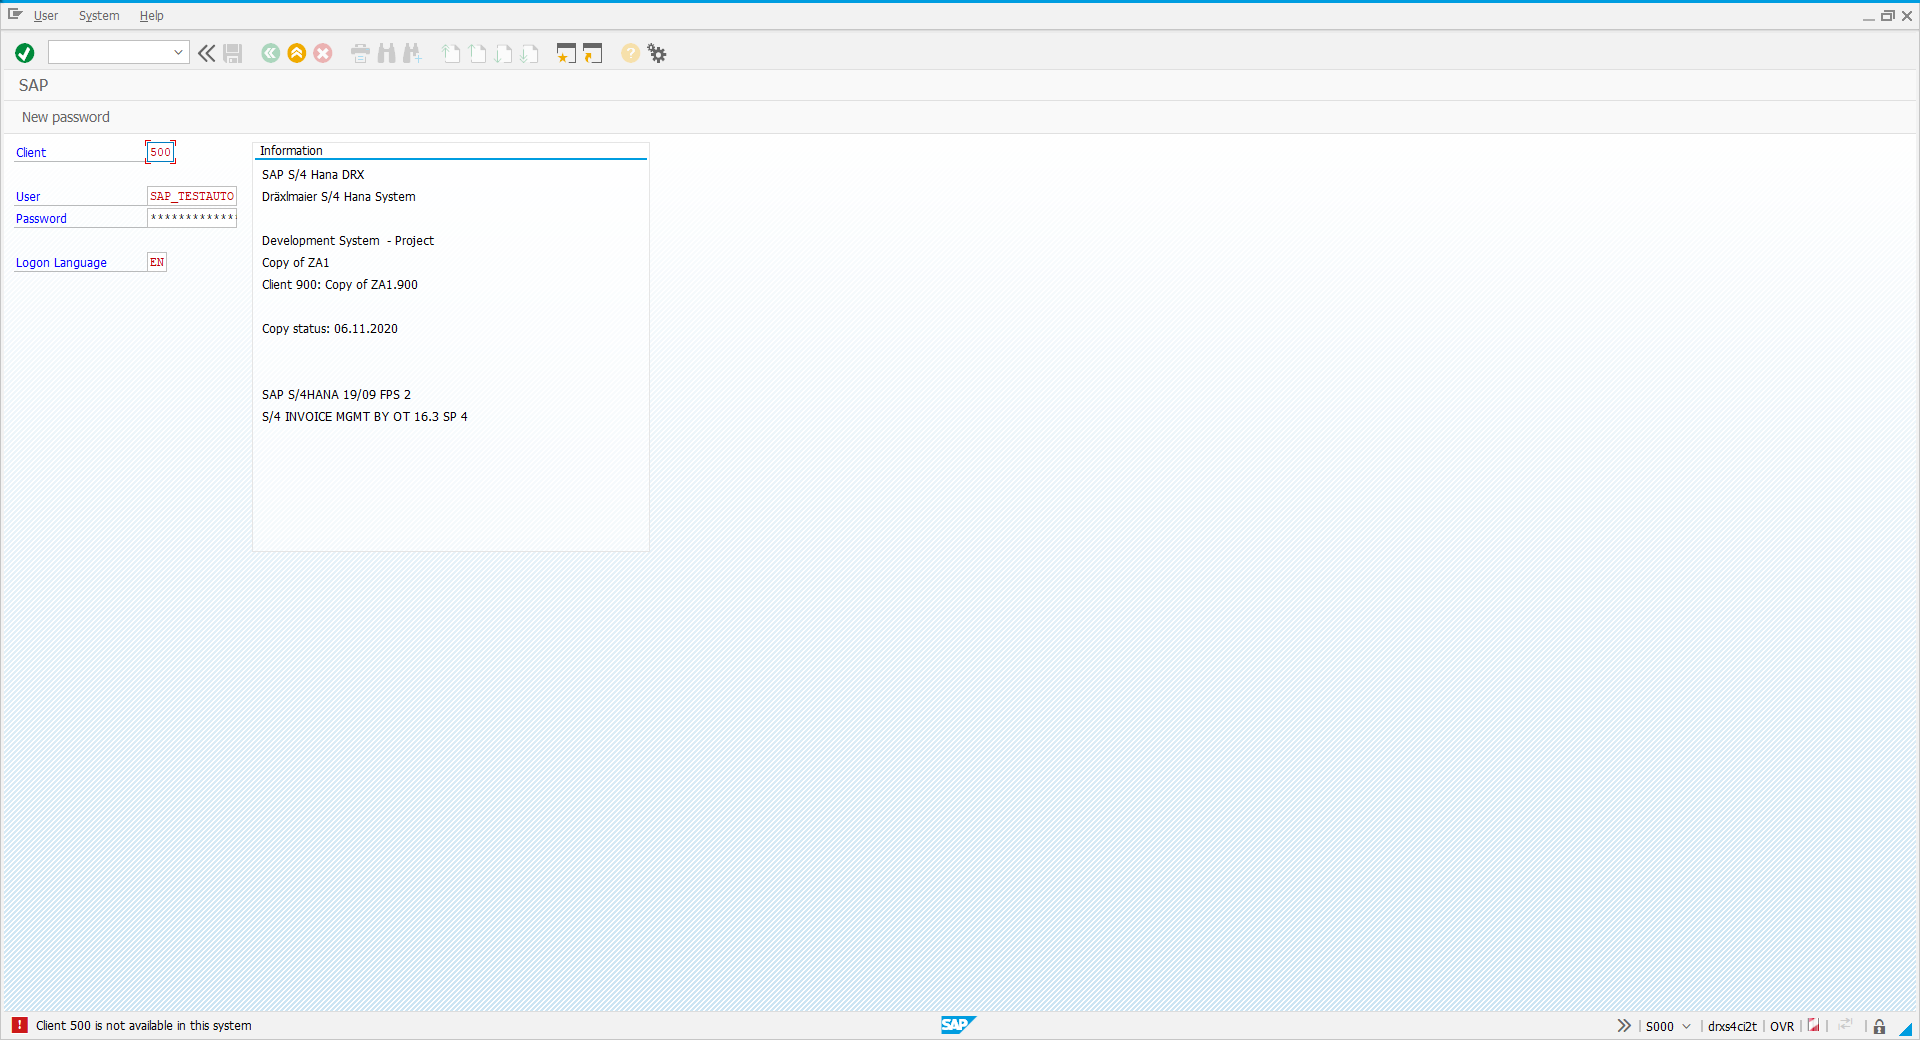 User System Help
SAP
New password
Client 500
User SAP_TESTAUTO
Password *************
Logon Language EN
Information
SAP S/4 Hana DRX
Dräxlmaier S/4 Hana System
Development System - Project
Copy of ZA1
Client 900: Copy of ZA1.900
Copy status: 06.11.2020
SAP S/4HANA 19/09 FPS 2
S/4 INVOICE MGMT BY OT 16.3 SP 4
Client 500 is not available in this system
SAP
S000 drxs4ci2t OVR